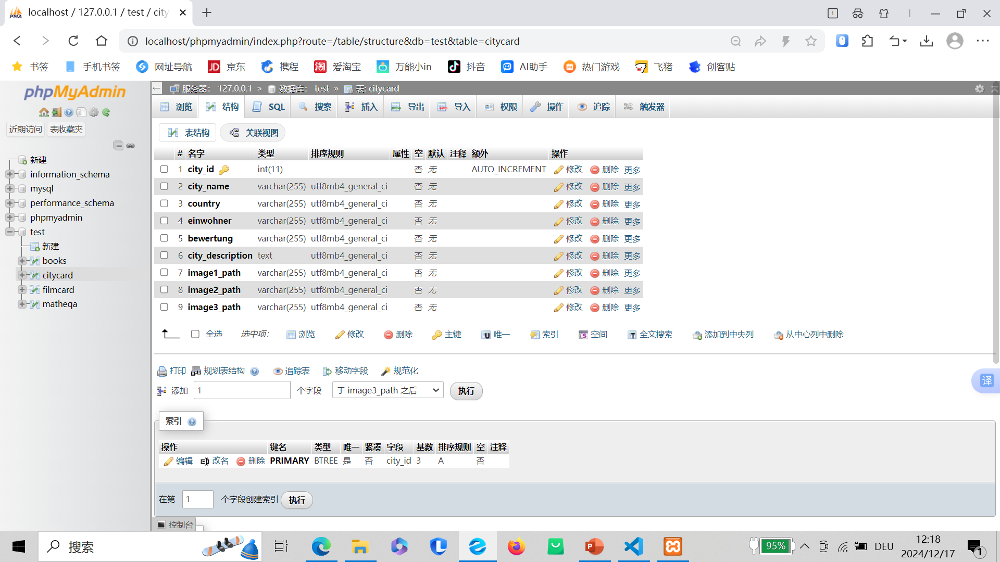 localhost / 127.0.0.1 / test / city
localhost/phpmyadmin/index.php?route=/table/structure&db=test&table=citycard
书签 手机书签 网址导航 京东 携程 爱淘宝 万能小in 抖音 AI助手 热门游戏 飞猪 创客贴
phpMyAdmin
近期访问 表收藏夹
新建
information_schema
mysql
performance_schema
phpmyadmin
test
新建
books
citycard
filmcard
matheqa
服务器: 127.0.0.1 » 数据库: test » 表: citycard
浏览 结构 SQL 搜索 插入 导出 导入 权限 操作 追踪 触发器
表结构 关联视图
# 名字 类型 排序规则 属性 空 默认 注释 额外 操作
1 city_id int(11) 否 无 AUTO_INCREMENT 修改 删除 更多
2 city_name varchar(255) utf8mb4_general_ci 否 无 修改 删除 更多
3 country varchar(255) utf8mb4_general_ci 否 无 修改 删除 更多
4 einwohner varchar(255) utf8mb4_general_ci 否 无 修改 删除 更多
5 bewertung varchar(255) utf8mb4_general_ci 否 无 修改 删除 更多
6 city_description text utf8mb4_general_ci 否 无 修改 删除 更多
7 image1_path varchar(255) utf8mb4_general_ci 否 无 修改 删除 更多
8 image2_path varchar(255) utf8mb4_general_ci 否 无 修改 删除 更多
9 image3_path varchar(255) utf8mb4_general_ci 否 无 修改 删除 更多
全选 选中项: 浏览 修改 删除 主键 唯一 索引 空间 全文搜索 添加到中央列 从中心列中删除
打印 规划表结构 追踪表 移动字段 规范化
添加 1 个字段 于 image3_path 之后 执行
译
索引
操作 键名 类型 唯一 紧凑 字段 基数 排序规则 空 注释
编辑 改名 删除 PRIMARY BTREE 是 否 city_id 3 A 否
在第 1 个字段创建索引 执行
控制台
搜索
95%
DEU
12:18
2024/12/17
1